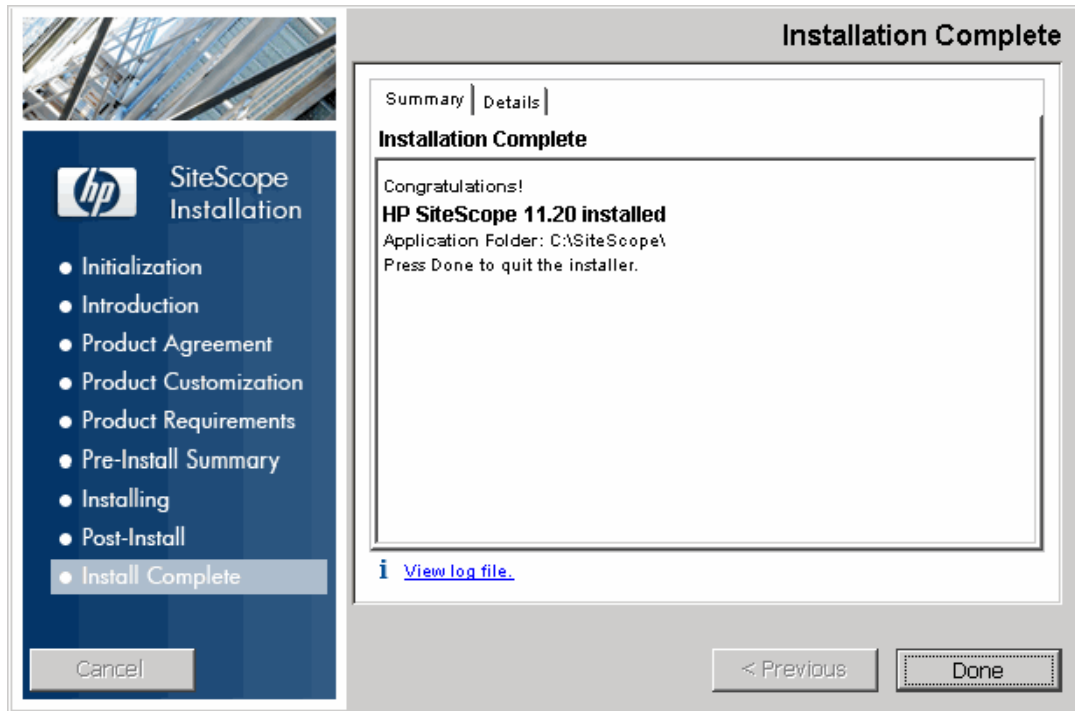 Installation Complete
hp
SiteScope
Installation
Initialization
Introduction
Product Agreement
Product Customization
Product Requirements
Pre-Install Summary
Installing
Post-Install
Install Complete
Summary
Details
Installation Complete
Congratulations!
HP SiteScope 11.20 installed
Application Folder: C:\SiteScope\
Press Done to quit the installer.
i View log file.
Cancel
< Previous
Done